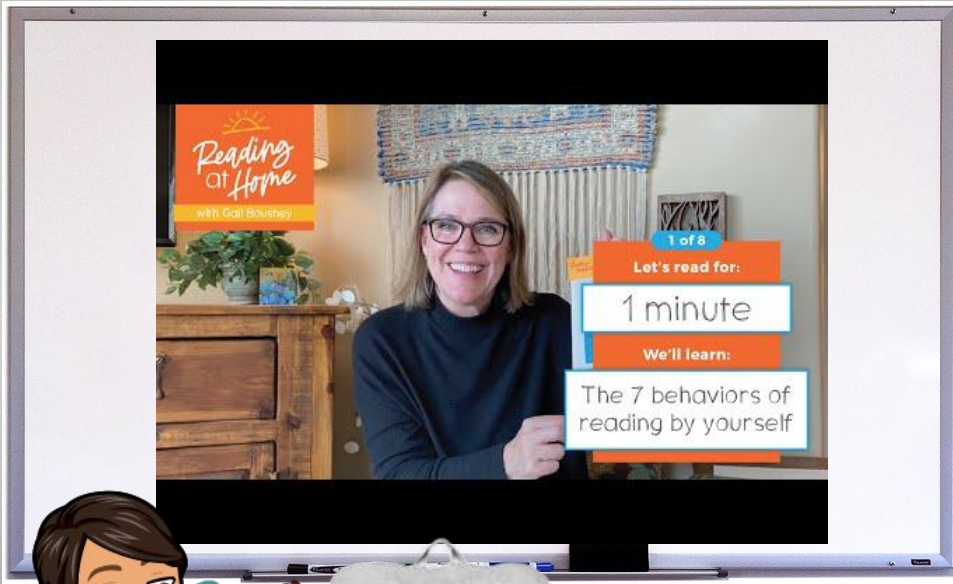 Reading
at Home
with Gail Boushey
1 of 8
Let's read for:
1 minute
We'll learn:
The 7 behaviors of
reading by yourself